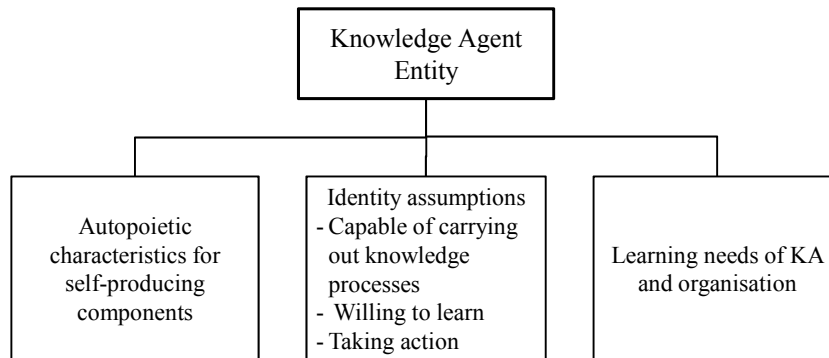 Knowledge Agent
Entity
Autopoietic
characteristics for
self-producing
components
Identity assumptions
- Capable of carrying
out knowledge
processes
- Willing to learn
- Taking action
Learning needs of KA
and organisation